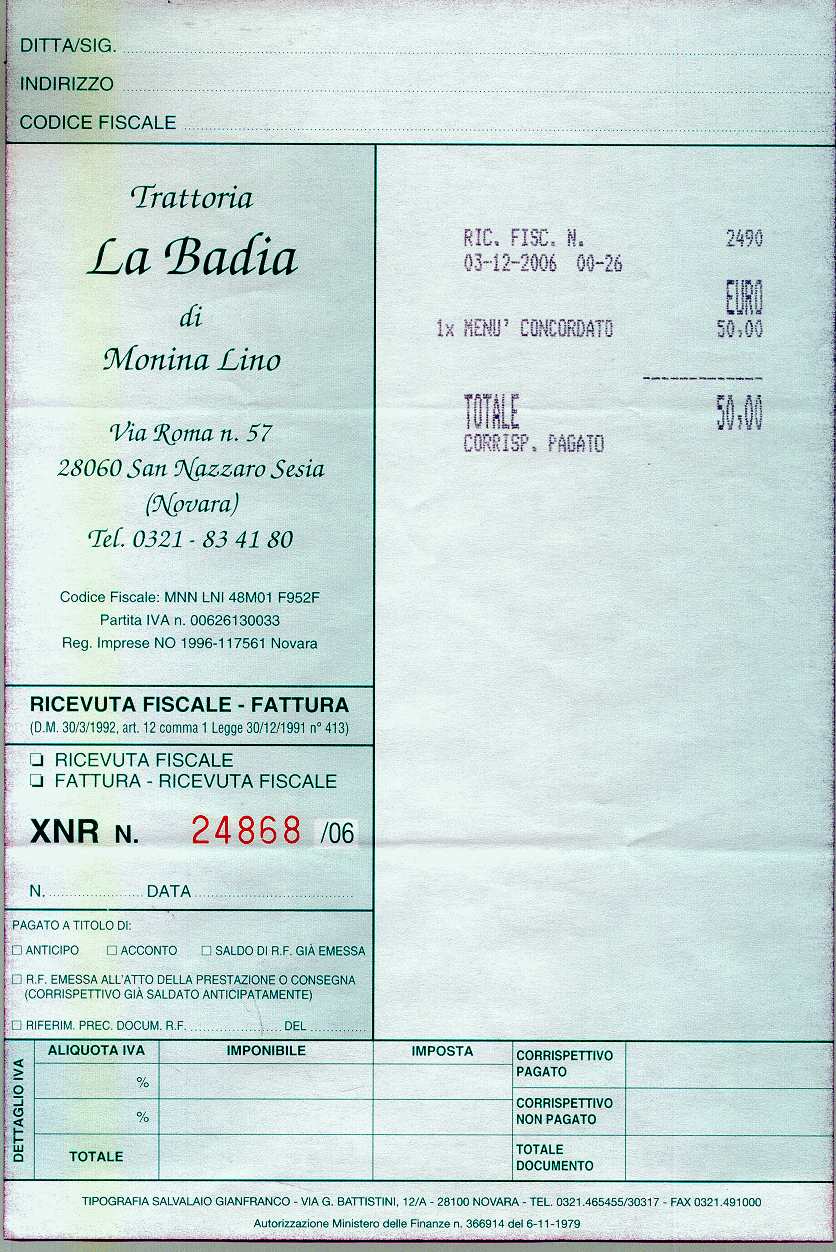 DITTA/SIG.
INDIRIZZO
CODICE FISCALE
Trattoria
La Badia
di
Monina Lino
Via Roma n. 57
28060 San Nazzaro Sesia
(Novara)
Tel. 0321 - 83 41 80
Codice Fiscale: MNN LNI 48M01 F952F
Partita IVA n. 00626130033
Reg. Imprese NO 1996-117561 Novara
RIC. FISC. N. 2490
03-12-2006 00-26
EURO
1x MENU' CONCORDATO 50,00
TOTALE 50,00
CORRISP. PAGATO
RICEVUTA FISCALE - FATTURA
(D.M. 30/3/1992, art. 12 comma 1 Legge 30/12/1991 n° 413)
❏ RICEVUTA FISCALE
❏ FATTURA - RICEVUTA FISCALE
XNR N. 24868 /06
N. DATA
PAGATO A TITOLO DI:
☐ ANTICIPO ☐ ACCONTO ☐ SALDO DI R.F. GIÀ EMESSA
☐ R.F. EMESSA ALL'ATTO DELLA PRESTAZIONE O CONSEGNA
(CORRISPETTIVO GIÀ SALDATO ANTICIPATAMENTE)
☐ RIFERIM. PREC. DOCUM. R.F. DEL
DETTAGLIO IVA
ALIQUOTA IVA IMPONIBILE IMPOSTA
%
%
TOTALE
CORRISPETTIVO
PAGATO
CORRISPETTIVO
NON PAGATO
TOTALE
DOCUMENTO
TIPOGRAFIA SALVALAIO GIANFRANCO - VIA G. BATTISTINI, 12/A - 28100 NOVARA - TEL. 0321.465455/30317 - FAX 0321.491000
Autorizzazione Ministero delle Finanze n. 366914 del 6-11-1979